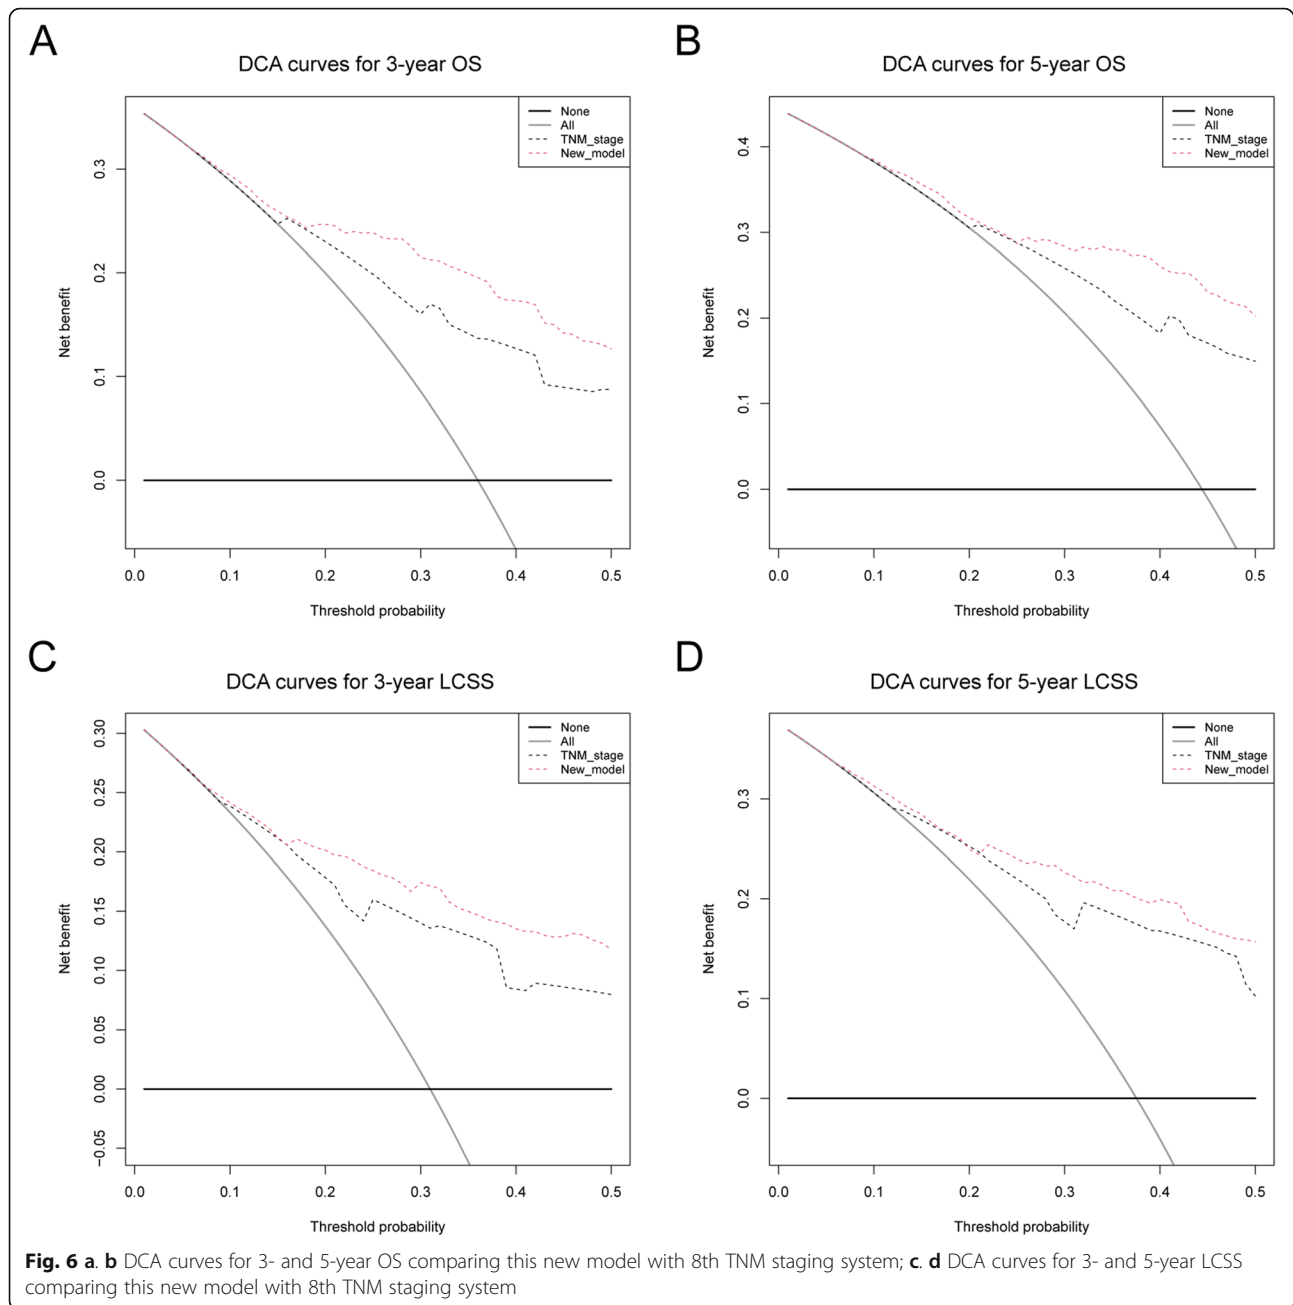 A
DCA curves for 3-year OS
None
All
TNM_stage
New_model
Net benefit
0.3
0.2
0.1
0.0
0.0 0.1 0.2 0.3 0.4 0.5
Threshold probability
B
DCA curves for 5-year OS
None
All
TNM_stage
New_model
Net benefit
0.4
0.3
0.2
0.1
0.0
0.0 0.1 0.2 0.3 0.4 0.5
Threshold probability
C
DCA curves for 3-year LCSS
None
All
TNM_stage
New_model
Net benefit
0.30
0.25
0.20
0.15
0.10
0.05
0.00
−0.05
0.0 0.1 0.2 0.3 0.4 0.5
Threshold probability
D
DCA curves for 5-year LCSS
None
All
TNM_stage
New_model
Net benefit
0.3
0.2
0.1
0.0
0.0 0.1 0.2 0.3 0.4 0.5
Threshold probability
Fig. 6 a. b DCA curves for 3- and 5-year OS comparing this new model with 8th TNM staging system; c. d DCA curves for 3- and 5-year LCSS
comparing this new model with 8th TNM staging system